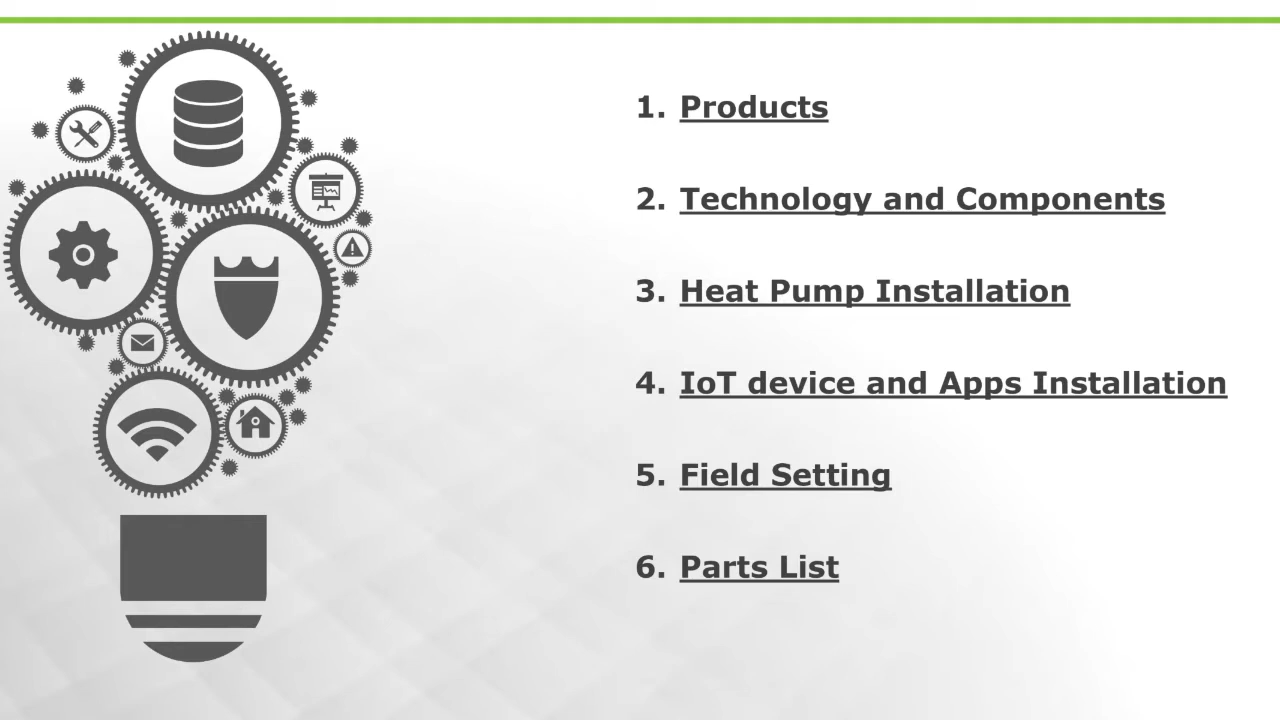 1. Products
2. Technology and Components
3. Heat Pump Installation
4. IoT device and Apps Installation
5. Field Setting
6. Parts List